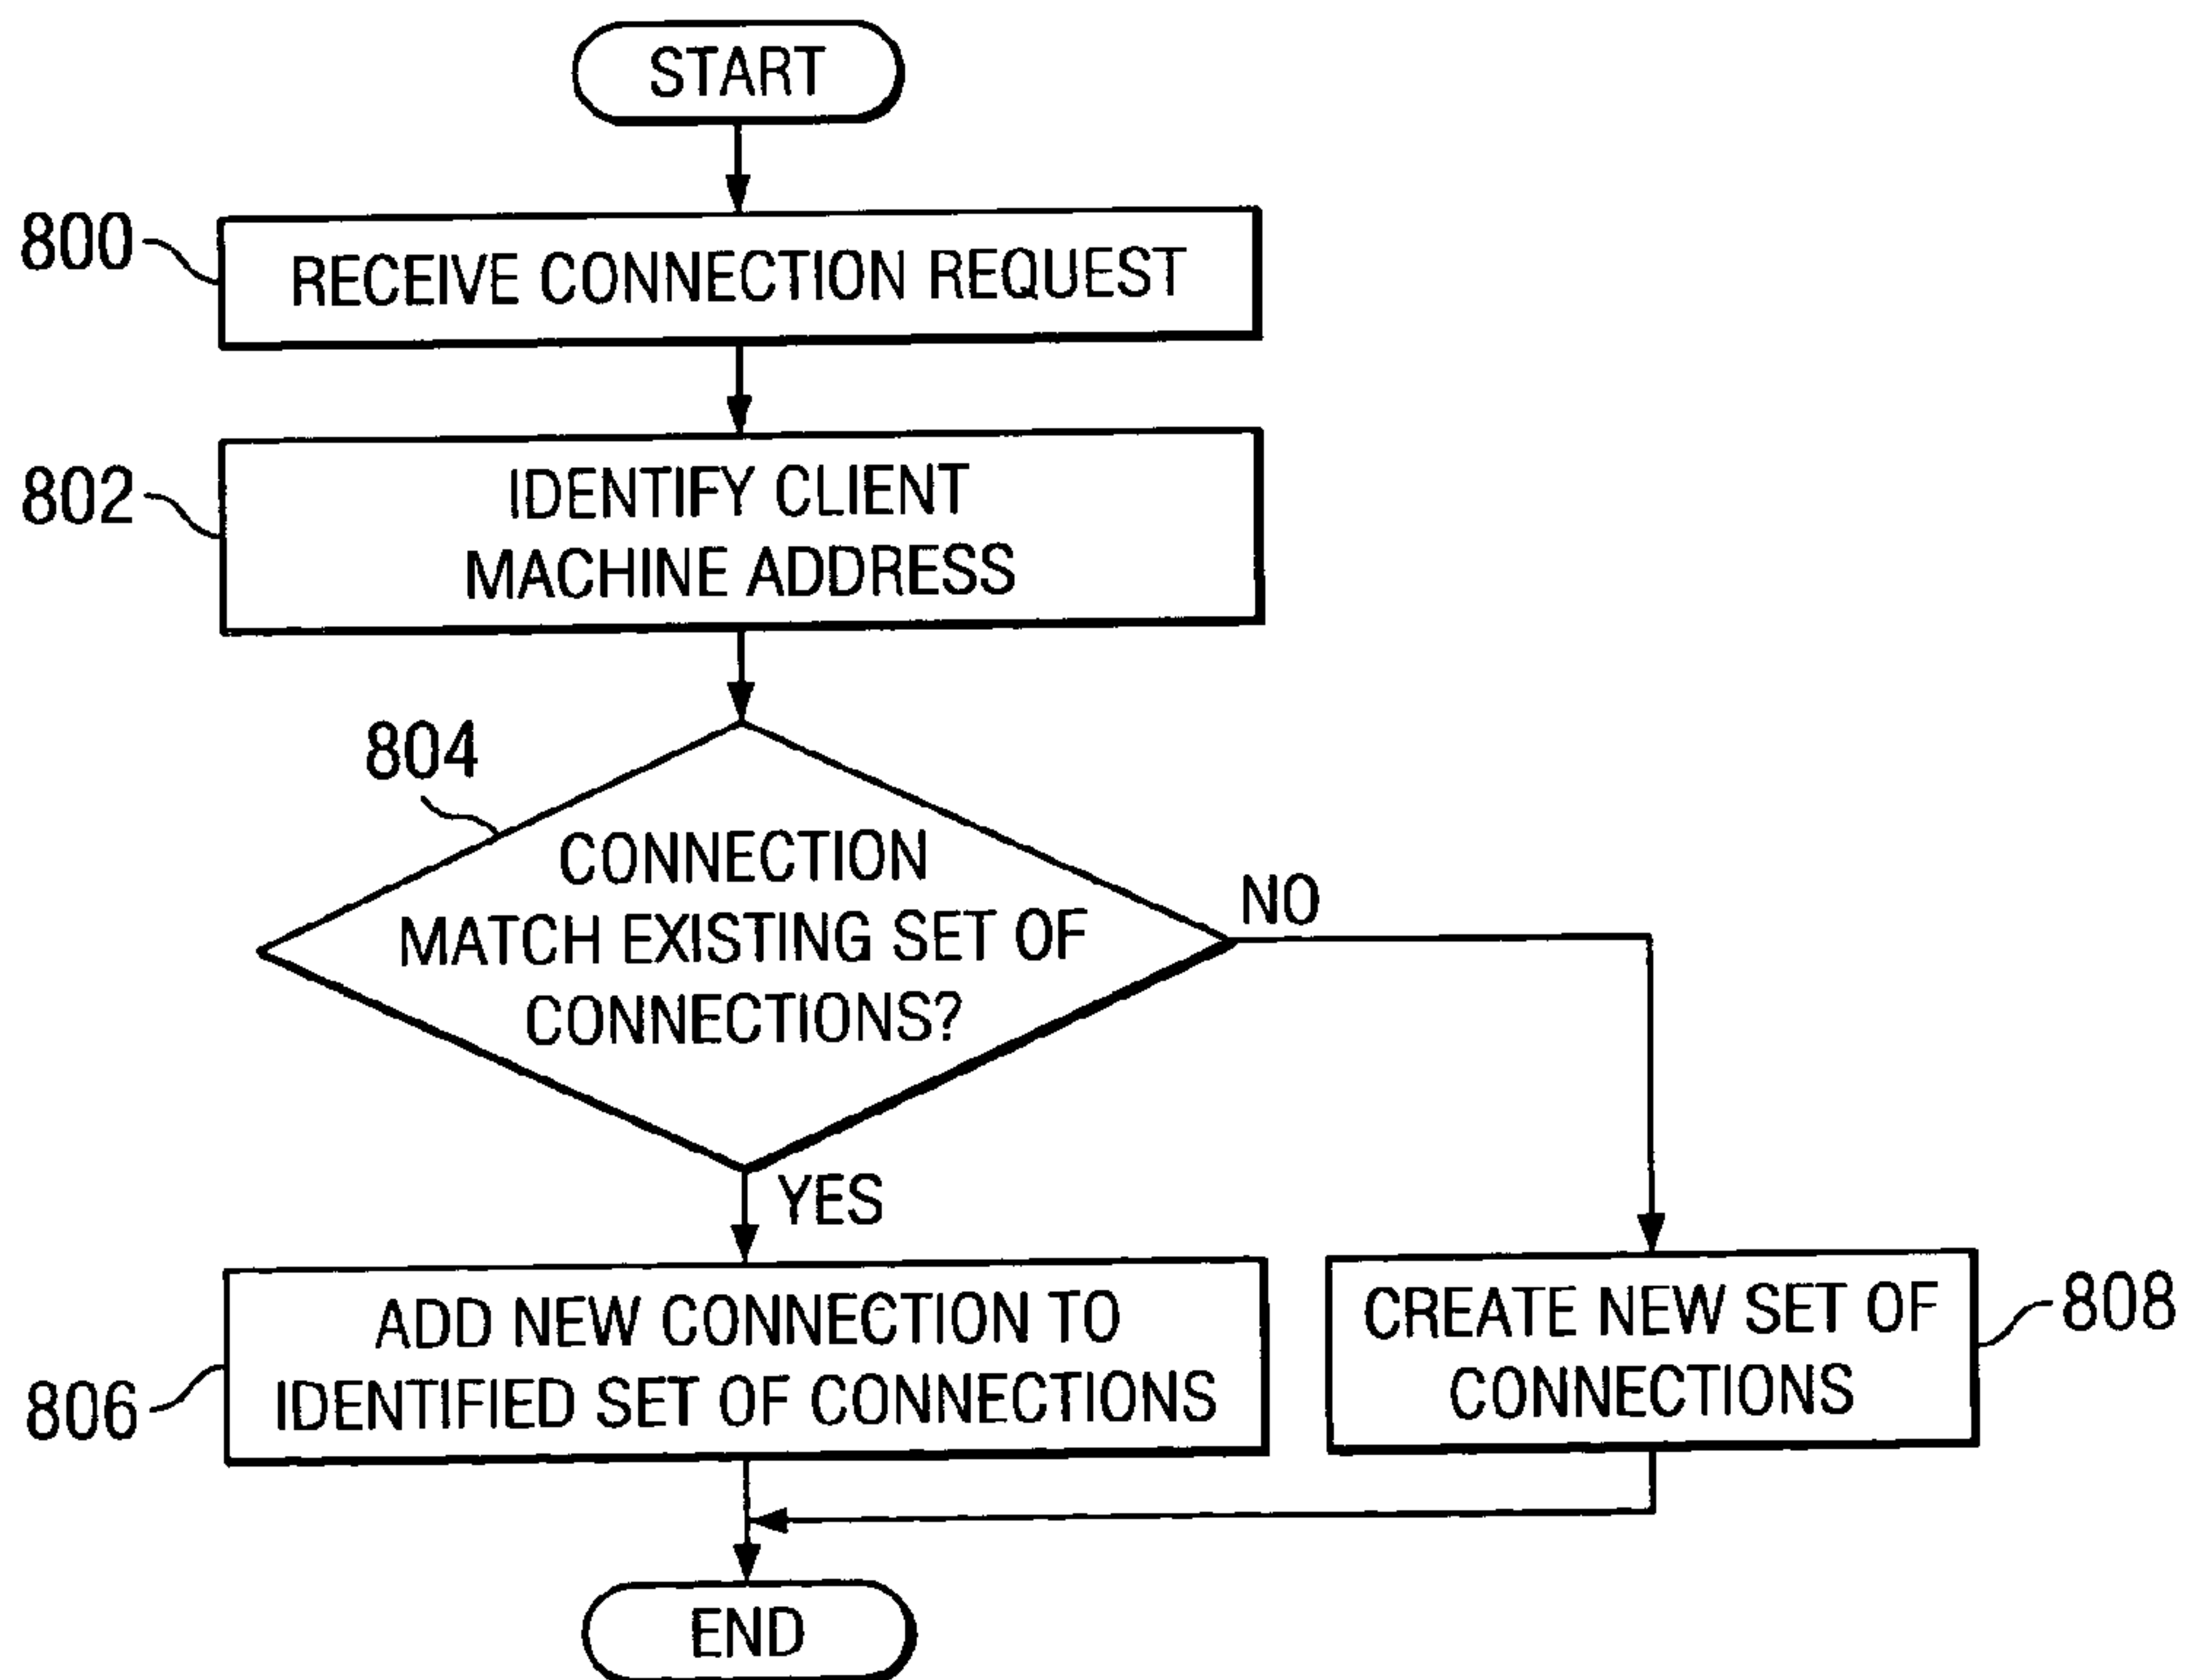 START
800
RECEIVE CONNECTION REQUEST
802
IDENTIFY CLIENT
MACHINE ADDRESS
804
CONNECTION
MATCH EXISTING SET OF
CONNECTIONS?
NO
YES
806
ADD NEW CONNECTION TO
IDENTIFIED SET OF CONNECTIONS
CREATE NEW SET OF
CONNECTIONS
808
END